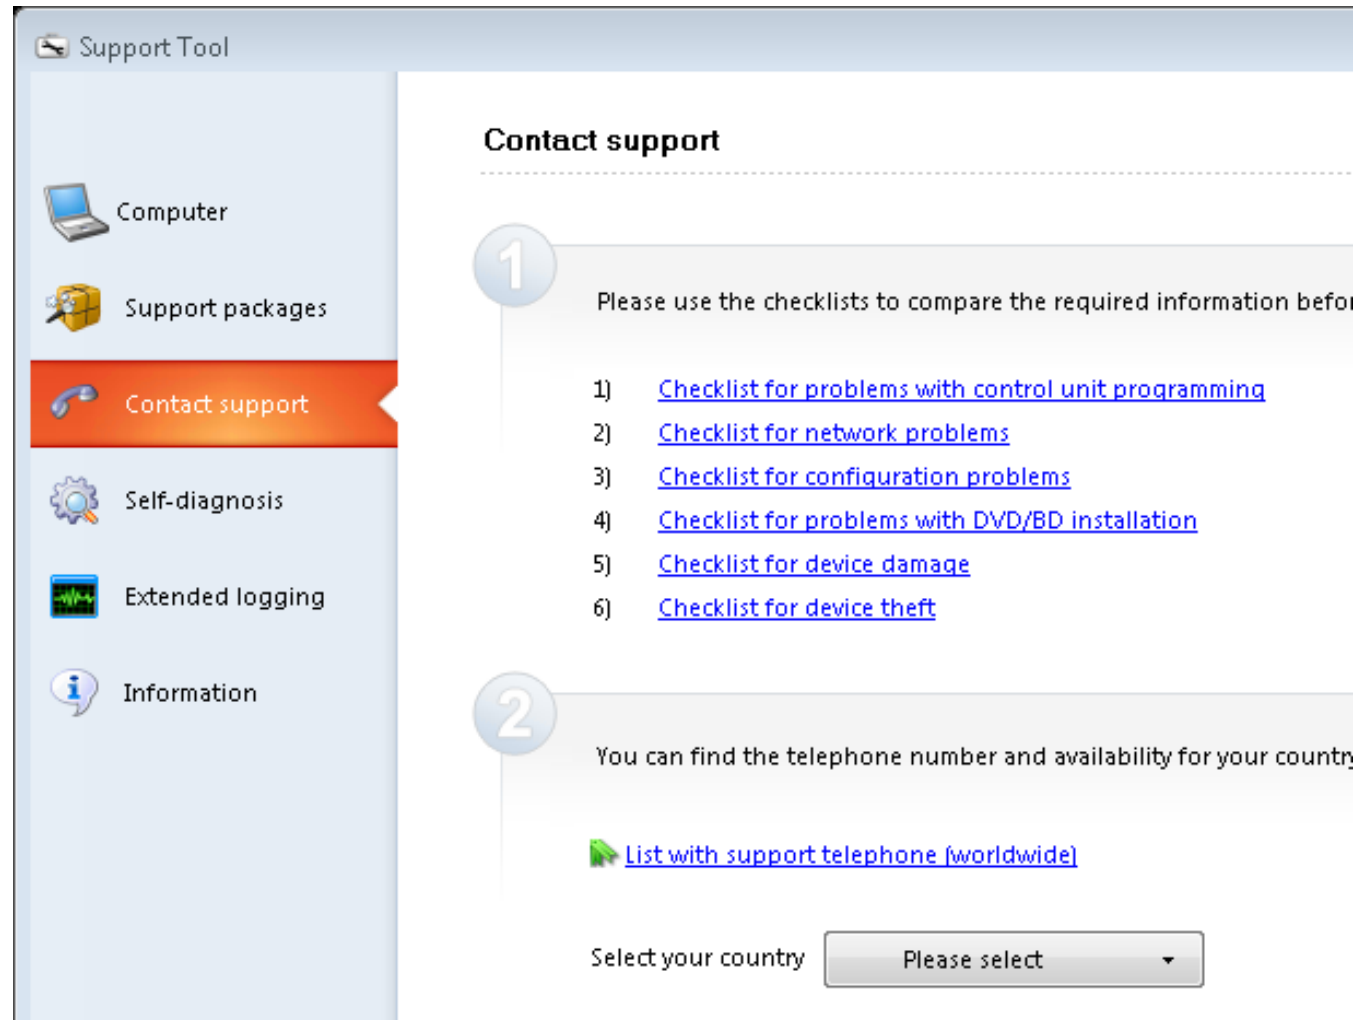 Support Tool
Computer
Support packages
Contact support
Self-diagnosis
Extended logging
Information
Contact support
1
Please use the checklists to compare the required information
1) Checklist for problems with control unit programming
2) Checklist for network problems
3) Checklist for configuration problems
4) Checklist for problems with DVD/BD installation
5) Checklist for device damage
6) Checklist for device theft
2
You can find the telephone number and availability for your country
List with support telephone (worldwide)
Select your country Please select